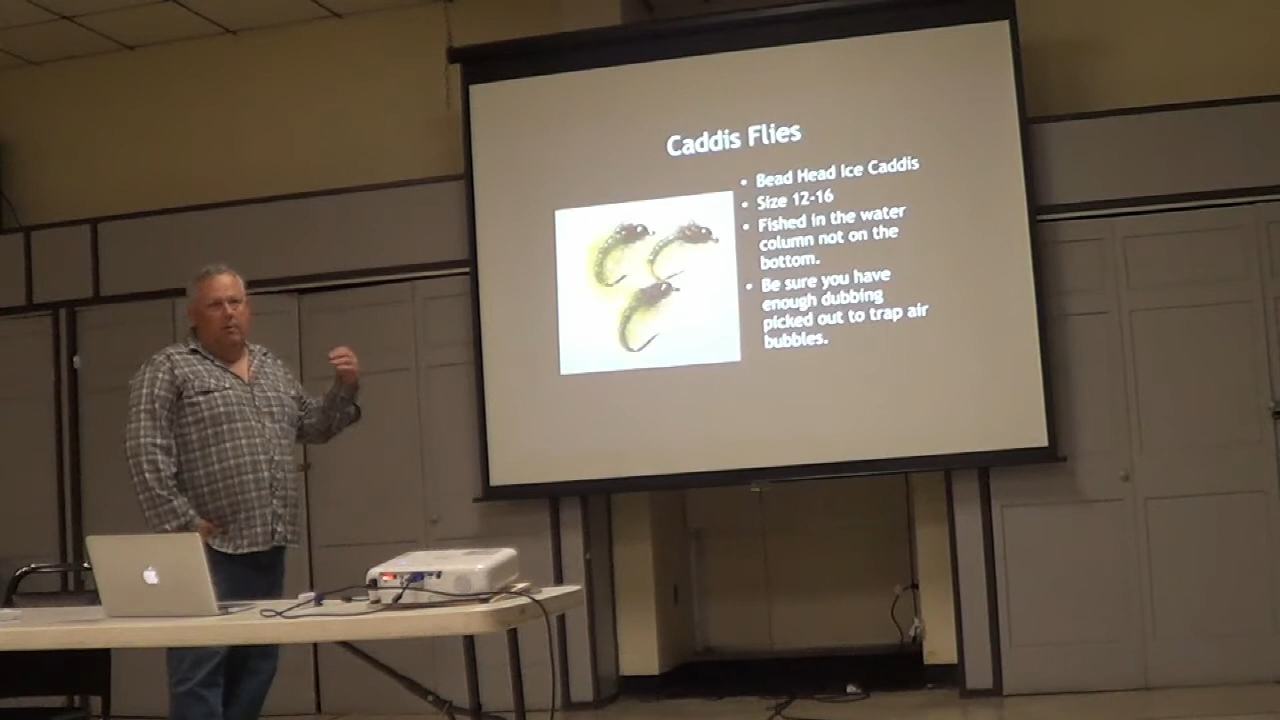 Caddis Flies
• Bead Head Ice Caddis
• Size 12-16
• Fished in the water
column not on the
bottom.
• Be sure you have
enough dubbing
picked out to trap air
bubbles.